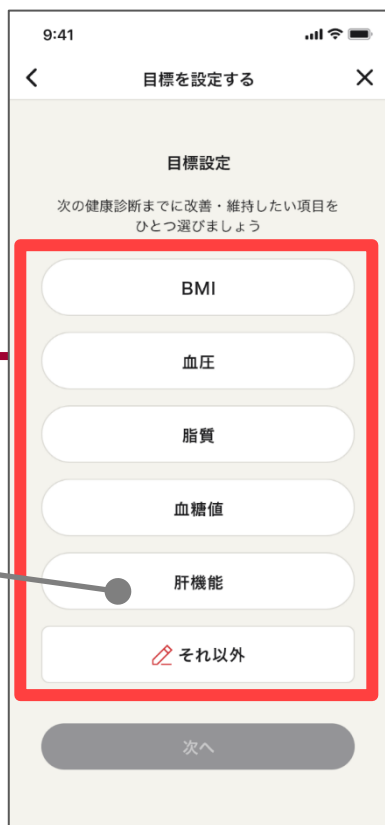 9:41
目標を設定する
目標設定
次の健康診断までに改善・維持したい項目を
ひとつ選びましょう
BMI
血圧
脂質
血糖値
肝機能
それ以外
次へ